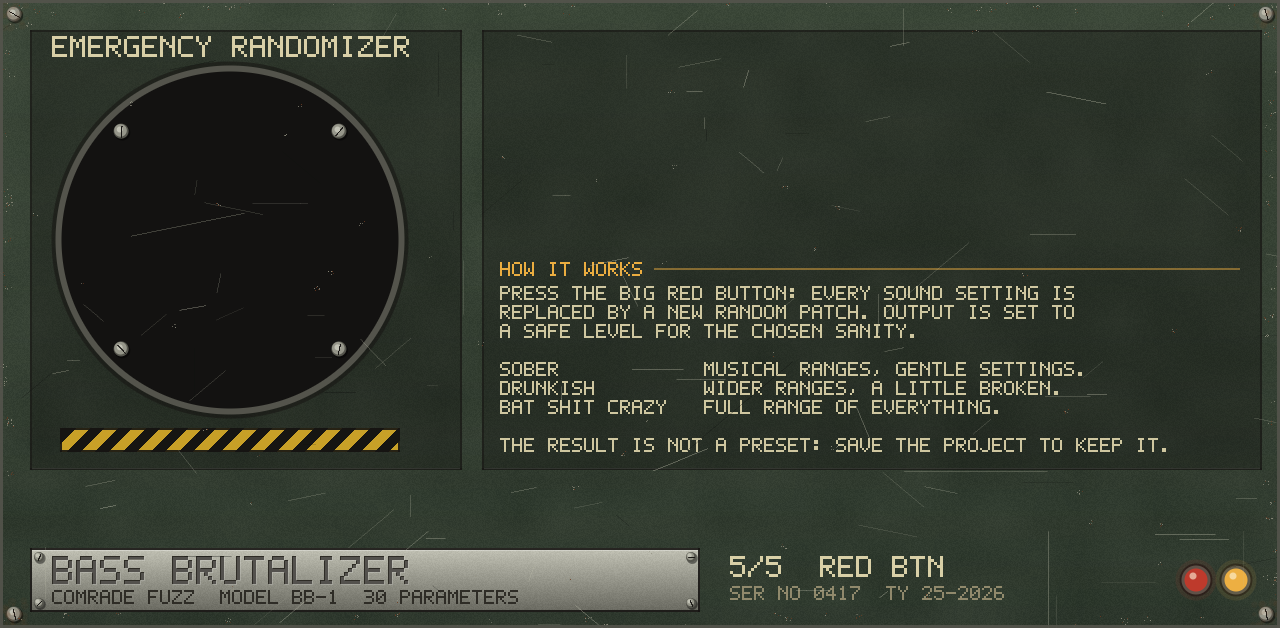 EMERGENCY RANDOMIZER
HOW IT WORKS
PRESS THE BIG RED BUTTON: EVERY SOUND SETTING IS
REPLACED BY A NEW RANDOM PATCH. OUTPUT IS SET TO
A SAFE LEVEL FOR THE CHOSEN SANITY.
SOBER MUSICAL RANGES, GENTLE SETTINGS.
DRUNKISH WIDER RANGES, A LITTLE BROKEN.
BAT SHIT CRAZY FULL RANGE OF EVERYTHING.
THE RESULT IS NOT A PRESET: SAVE THE PROJECT TO KEEP IT.
BASS BRUTALIZER
COMRADE FUZZ MODEL BB-1 30 PARAMETERS
5/5 RED BTN
SER NO 0417 TY 25-2026